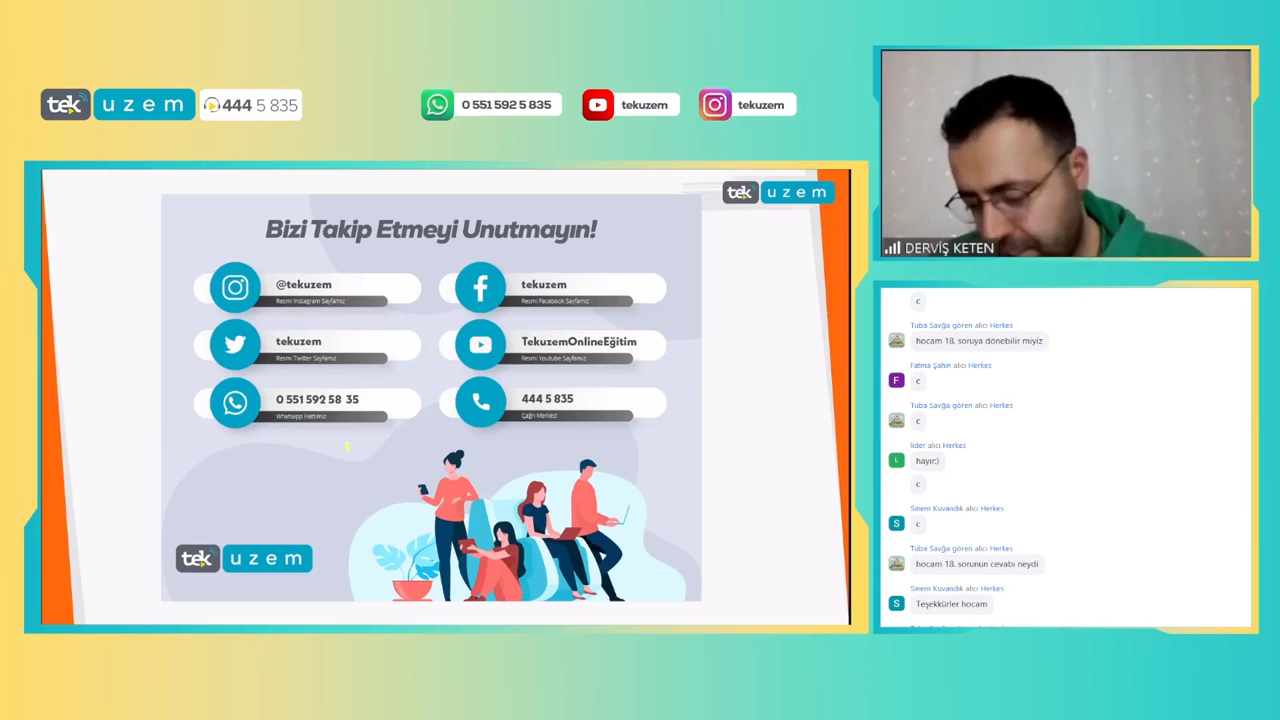 tek uzem 444 5 835
0 551 592 5 835
tekuzem
tekuzem
tek uzem
Bizi Takip Etmeyi Unutmayın!
@tekuzem
Resmi Instagram Sayfamız
tekuzem
Resmi Facebook Sayfamız
tekuzem
Resmi Twitter Sayfamız
TekuzemOnlineEğitim
Resmi Youtube Sayfamız
0 551 592 58 35
Whatsapp Hattımız
444 5 835
Çağrı Merkezi
tek uzem
DERVİŞ KETEN
c
Tuba Savğa gören alıcı Herkes
hocam 18. soruya dönebilir miyiz
Fatma Şahin alıcı Herkes
F
c
Tuba Savğa gören alıcı Herkes
c
lider alıcı Herkes
L
hayır:)
c
Sinem Kuvandık alıcı Herkes
S
c
Tuba Savğa gören alıcı Herkes
hocam 18. sorunun cevabı neydi
Sinem Kuvandık alıcı Herkes
S
Teşekkürler hocam